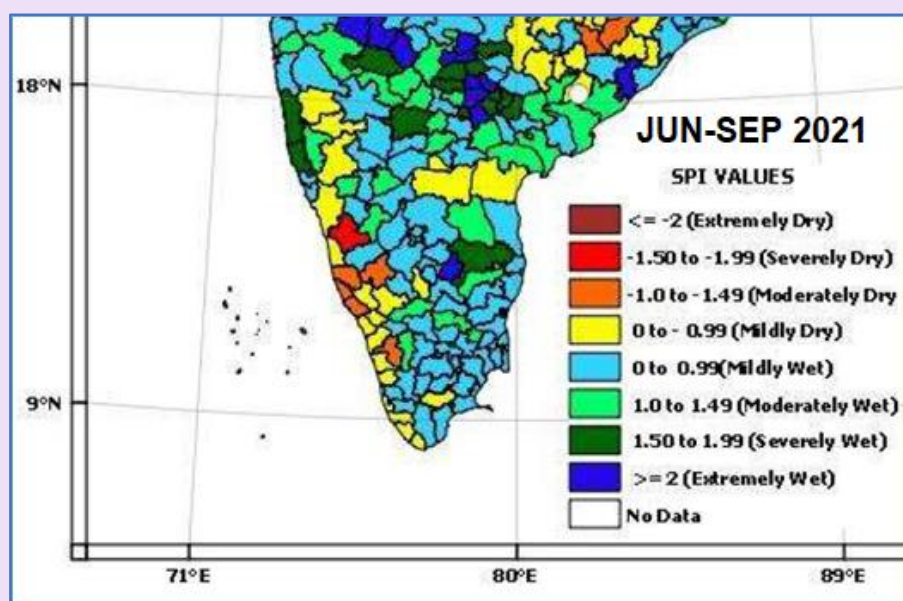 18°N
JUN-SEP 2021
SPI VALUES
<= -2 (Extremely Dry)
-1.50 to -1.99 (Severely Dry)
-1.0 to -1.49 (Moderately Dry
0 to - 0.99 (Mildly Dry)
0 to 0.99(Mildly Wet)
1.0 to 1.49 (Moderately Wet)
1.50 to 1.99 (Severely Wet)
>= 2 (Extremely Wet)
No Data
9°N
71°E 80°E 89°E